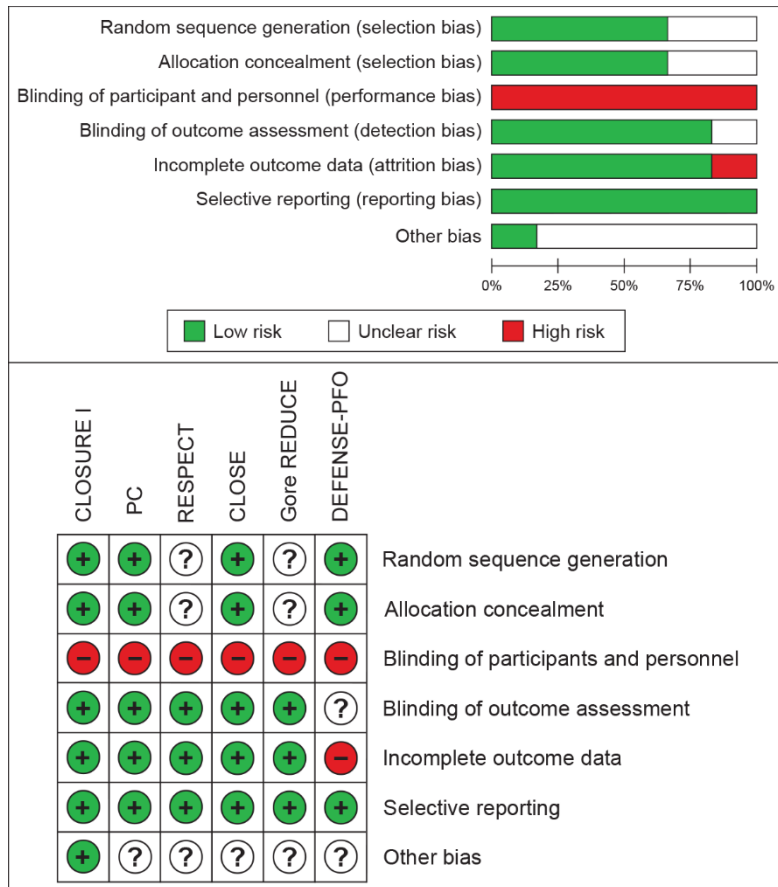 Random sequence generation (selection bias)
Allocation concealment (selection bias)
Blinding of participant and personnel (performance bias)
Blinding of outcome assessment (detection bias)
Incomplete outcome data (attrition bias)
Selective reporting (reporting bias)
Other bias
0% 25% 50% 75% 100%
Low risk Unclear risk High risk
CLOSURE I
PC
RESPECT
CLOSE
Gore REDUCE
DEFENSE-PFO
+ + ? + ? + Random sequence generation
+ + ? + ? + Allocation concealment
− − − − − − Blinding of participants and personnel
+ + + + + ? Blinding of outcome assessment
+ + + + + − Incomplete outcome data
+ + + + + + Selective reporting
+ ? ? ? ? ? Other bias